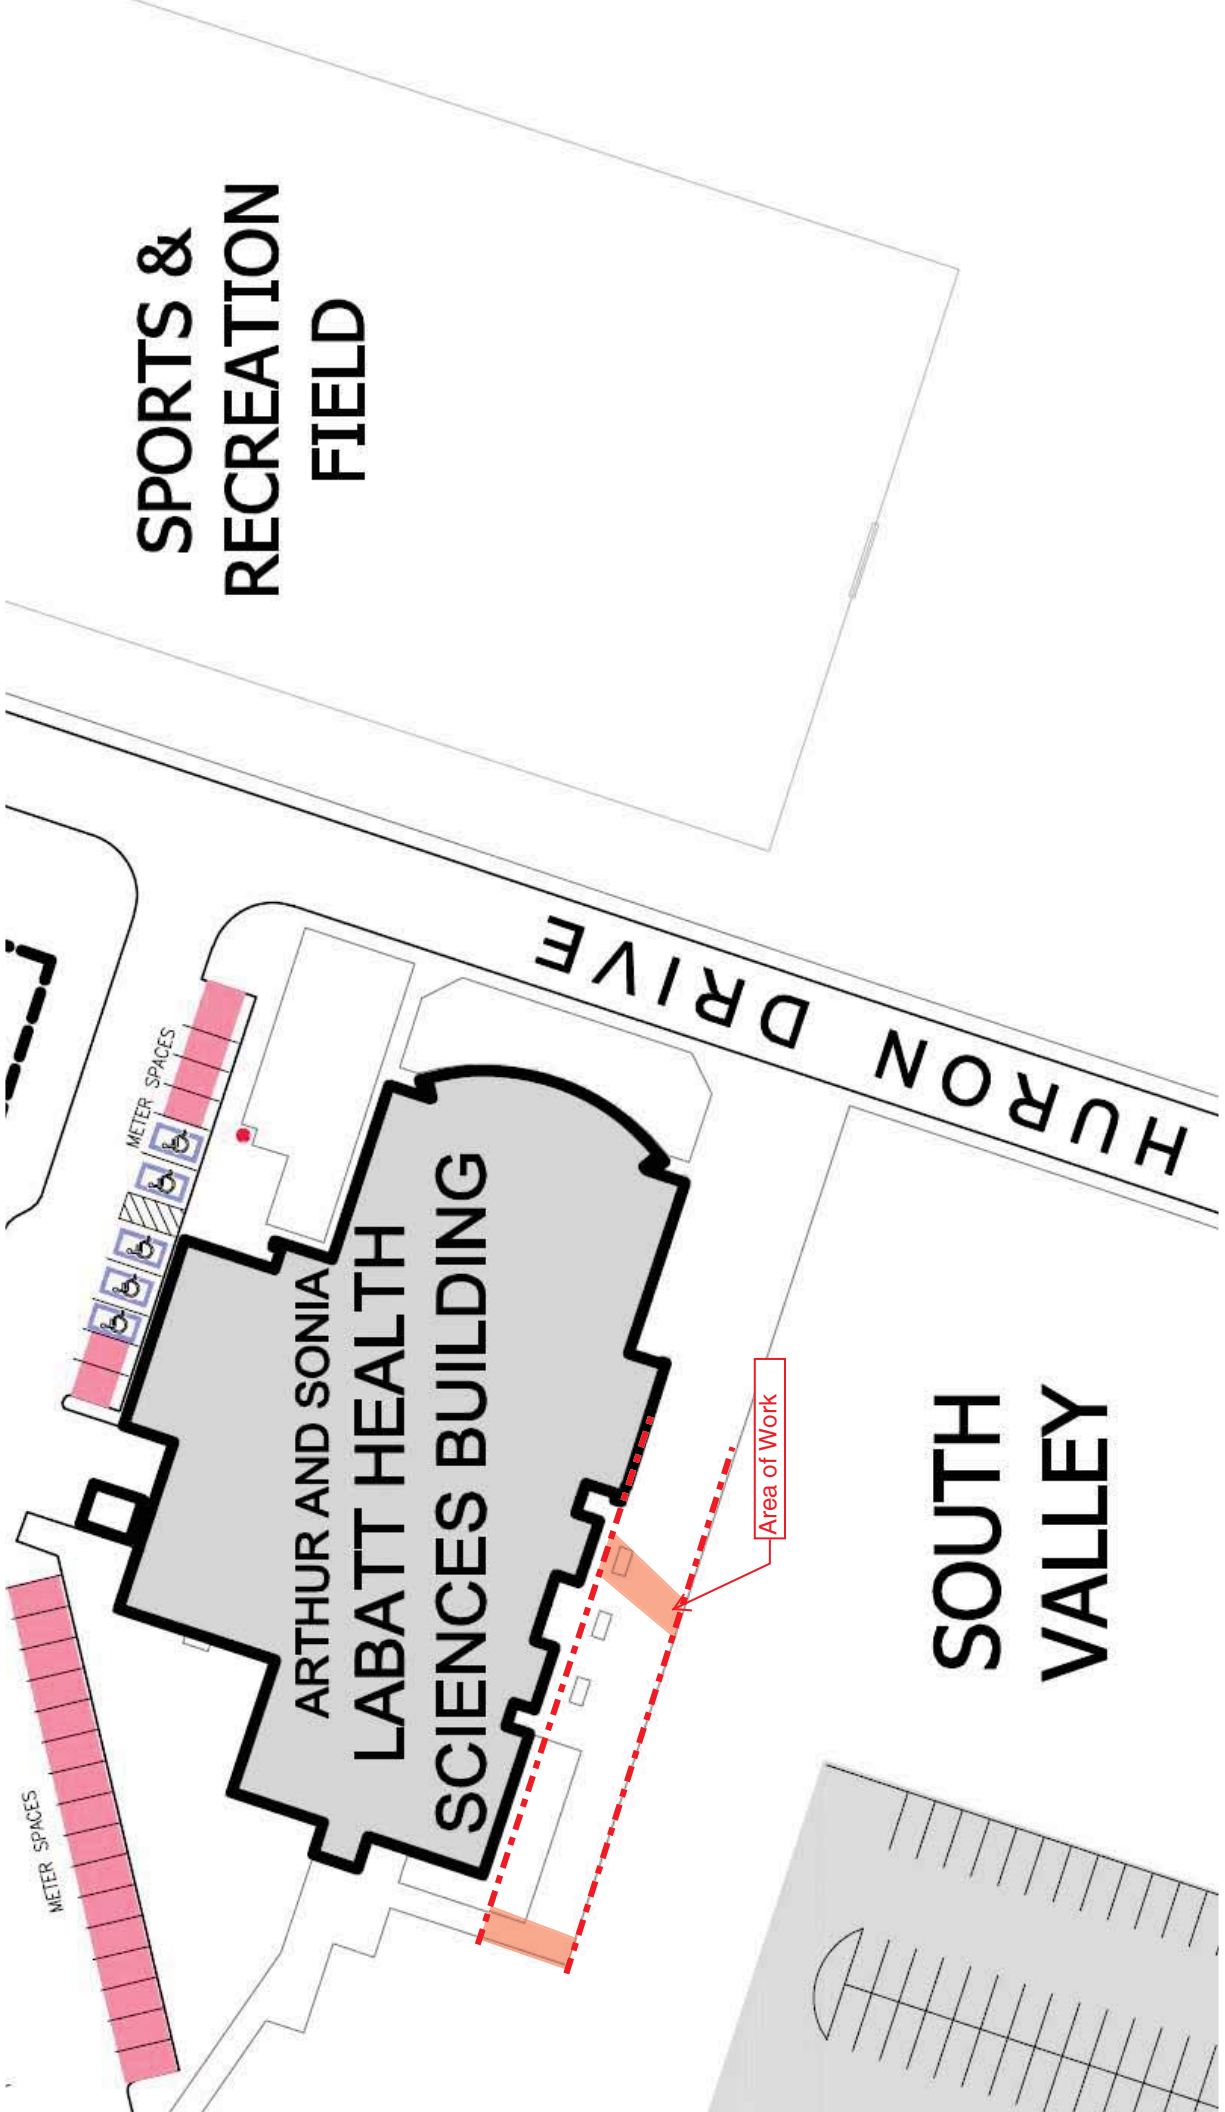 SPORTS &
RECREATION
FIELD
HURON DRIVE
METER SPACES
ARTHUR AND SONIA
LABATT HEALTH
SCIENCES BUILDING
Area of Work
SOUTH
VALLEY
METER SPACES